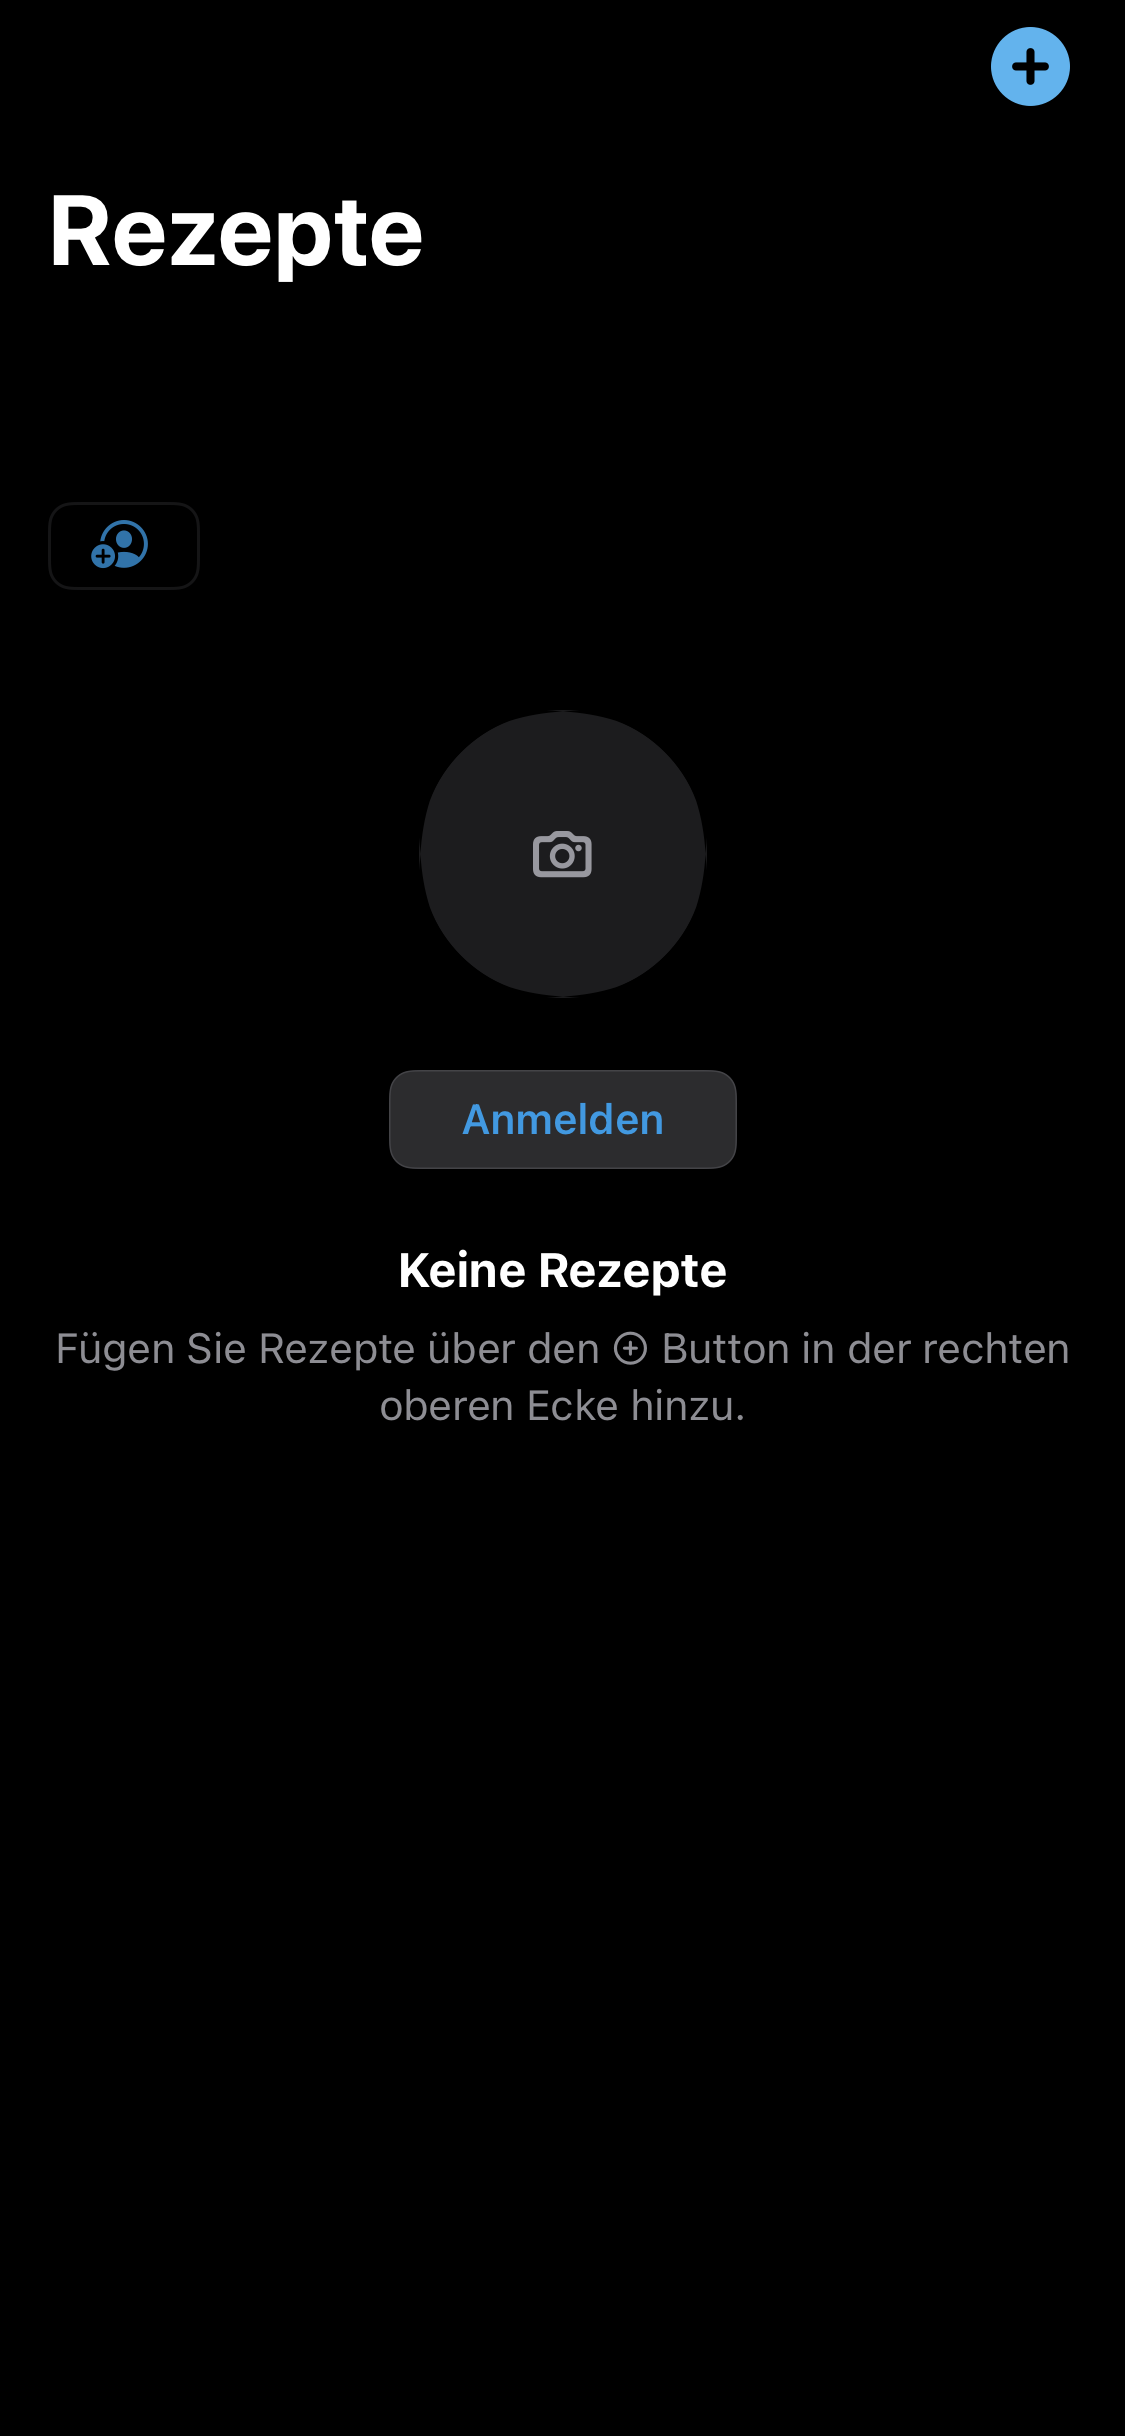 Rezepte
Anmelden
Keine Rezepte
Fügen Sie Rezepte über den ⊕ Button in der rechten
oberen Ecke hinzu.